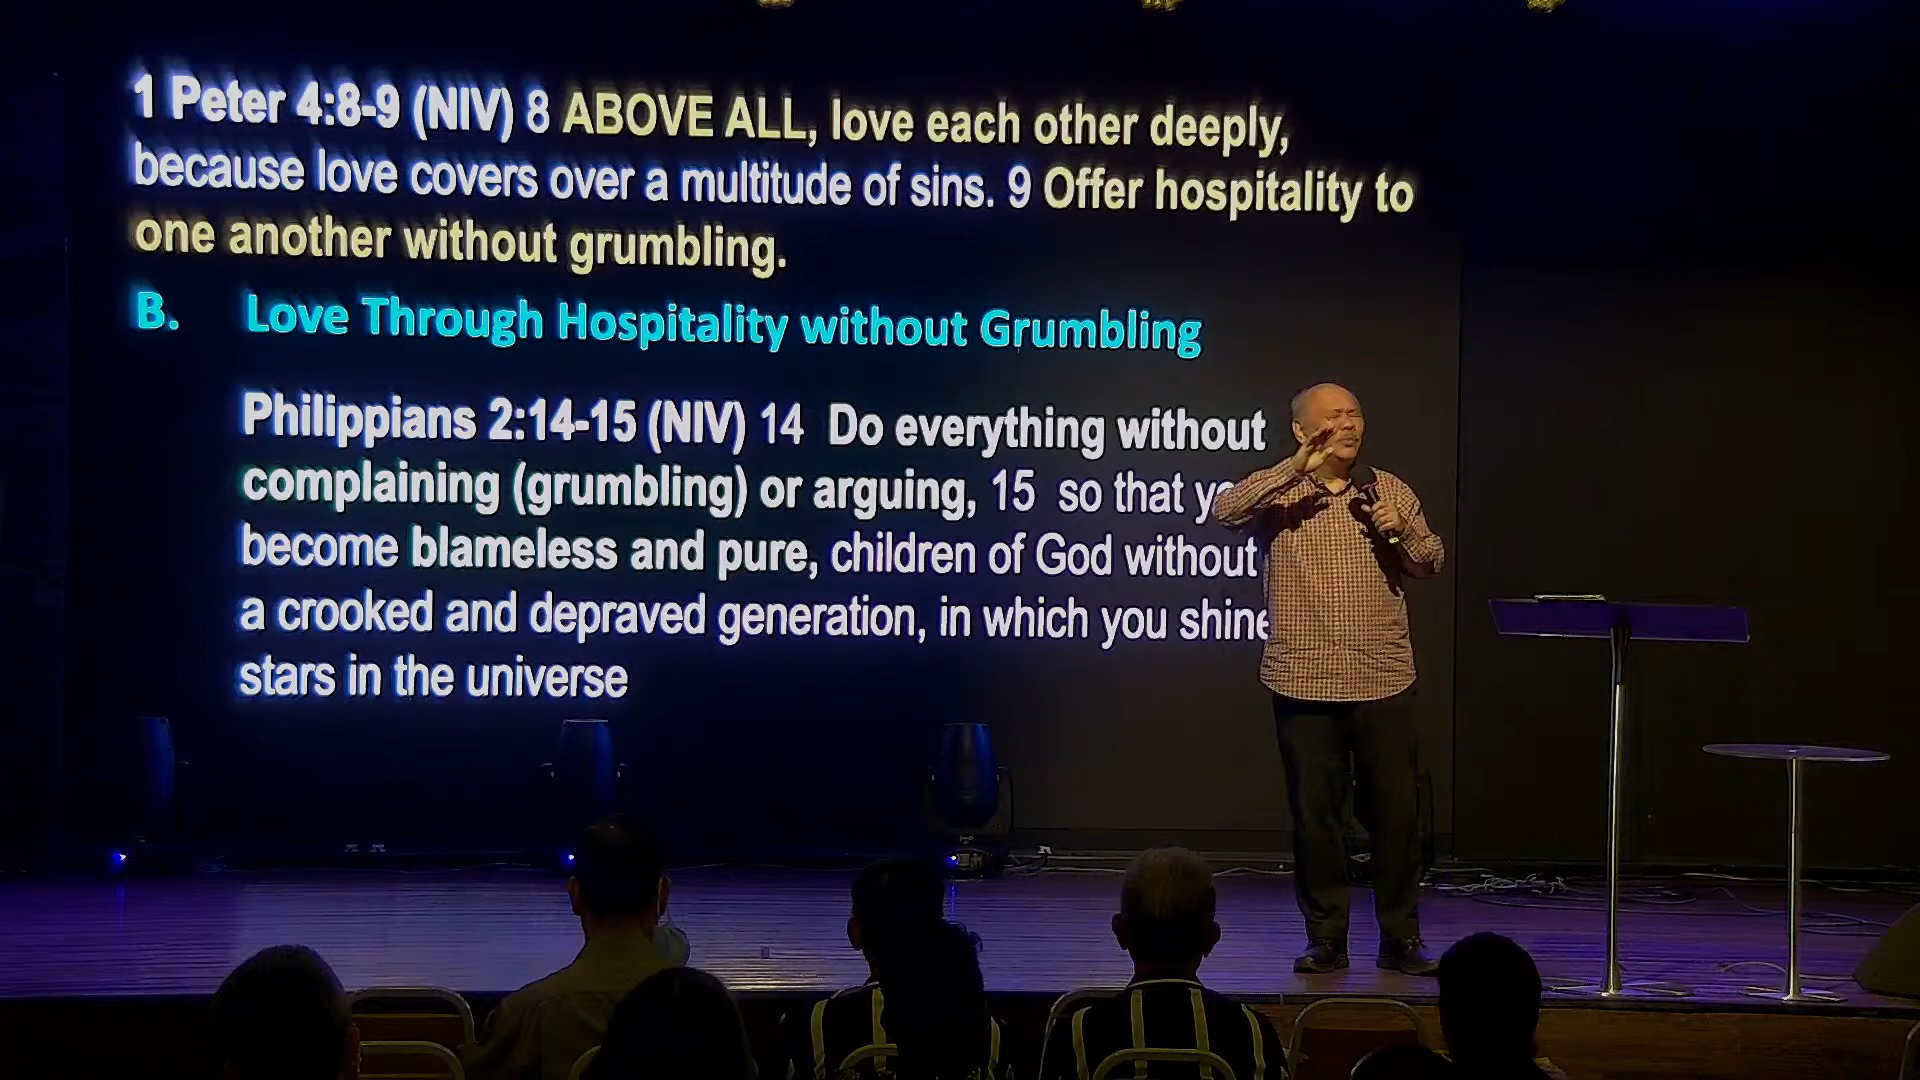 1 Peter 4:8-9 (NIV) 8 ABOVE ALL, love each other deeply,
because love covers over a multitude of sins. 9 Offer hospitality to
one another without grumbling.
B. Love Through Hospitality without Grumbling
Philippians 2:14-15 (NIV) 14 Do everything without
complaining (grumbling) or arguing, 15 so that
become blameless and pure, children of God without
a crooked and depraved generation, in which you shine
stars in the universe